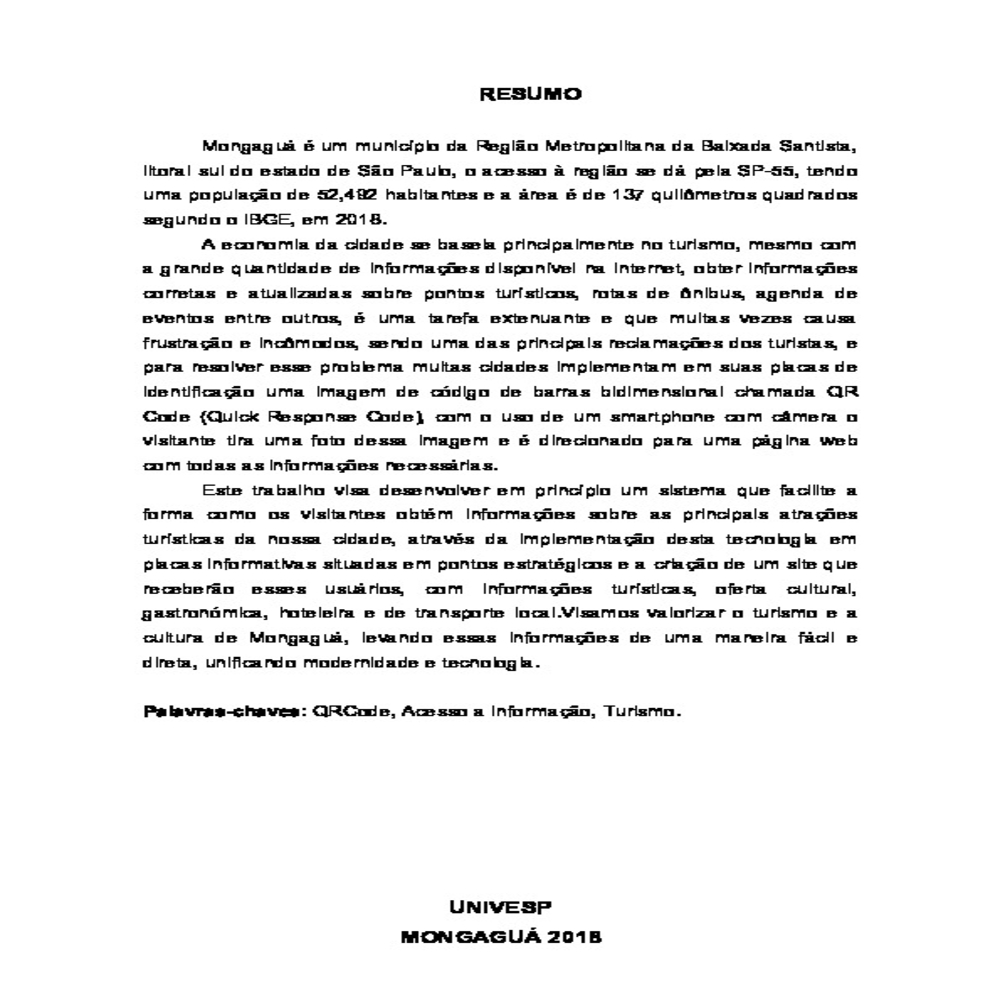 RESUMO
Mongaguá é um município da Região Metropolitana da Baixada Santista,
litoral sul do estado de São Paulo, o acesso à região se dá pela SP-55, tendo
uma população de 52,492 habitantes e a área é de 137 quilômetros quadrados
segundo o IBGE, em 2018.
A economia da cidade se baseia principalmente no turismo, mesmo com
a grande quantidade de informações disponível na internet, obter informações
corretas e atualizadas sobre pontos turísticos, rotas de ônibus, agenda de
eventos entre outros, é uma tarefa extenuante e que muitas vezes causa
frustração e incômodos, sendo uma das principais reclamações dos turistas, e
para resolver esse problema muitas cidades implementam em suas placas de
identificação uma imagem de código de barras bidimensional chamada QR
Code (Quick Response Code), com o uso de um smartphone com câmera o
visitante tira uma foto dessa imagem e é direcionado para uma página web
com todas as informações necessárias.
Este trabalho visa desenvolver em princípio um sistema que facilite a
forma como os visitantes obtém informações sobre as principais atrações
turísticas da nossa cidade, através da implementação desta tecnologia em
placas informativas situadas em pontos estratégicos e a criação de um site que
receberão esses usuários, com informações turísticas, oferta cultural,
gastronómica, hoteleira e de transporte local.Visamos valorizar o turismo e a
cultura de Mongaguá, levando essas informações de uma maneira fácil e
direta, unificando modernidade e tecnologia.
Palavras-chaves: QRCode, Acesso a Informação, Turismo.
UNIVESP
MONGAGUÁ 2018